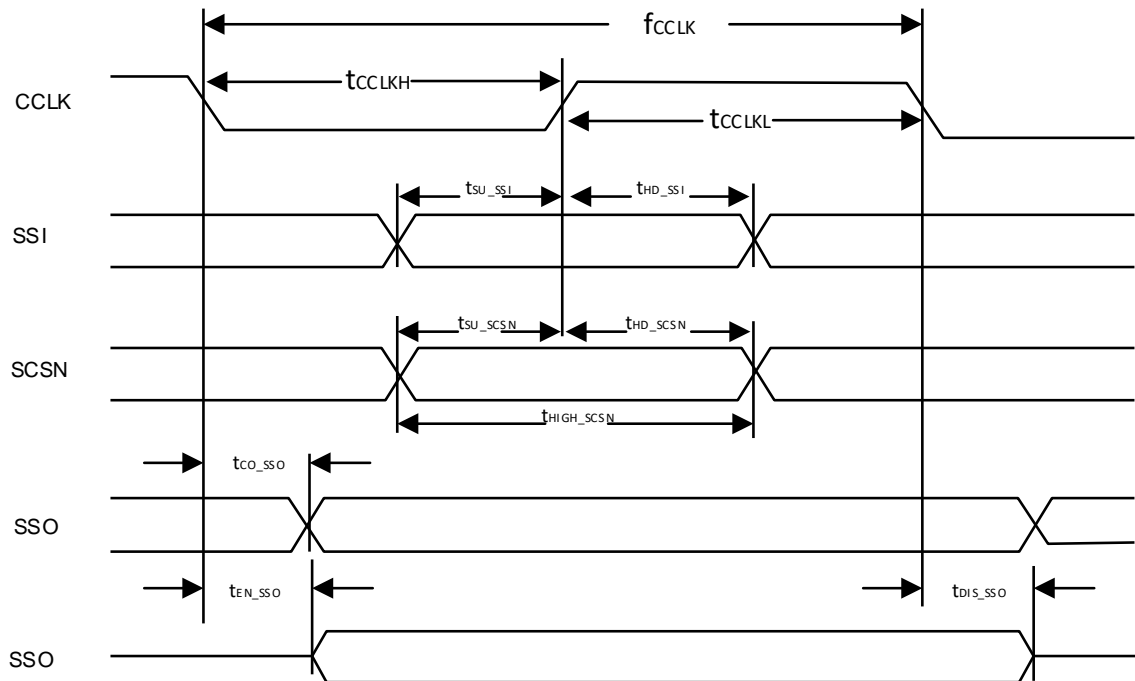 fCCLK
tCCLKH
CCLK
tCCLKL
tSU_SSI
tHD_SSI
SSI
tSU_SCSN
tHD_SCSN
SCSN
tHIGH_SCSN
tCO_SSO
SSO
tEN_SSO
tDIS_SSO
SSO